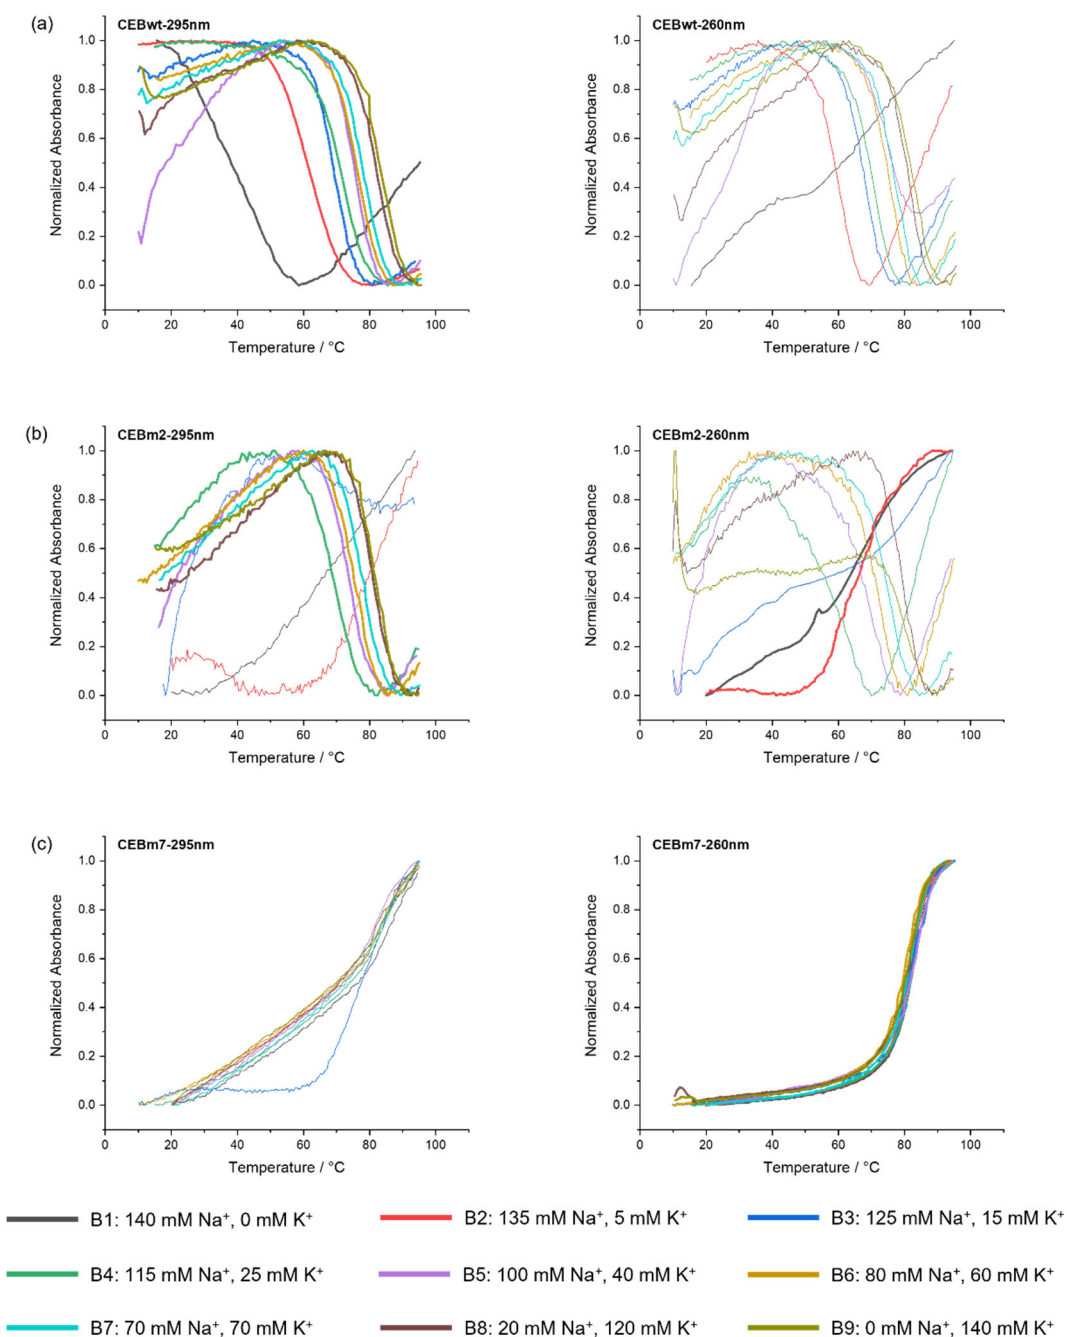 (a)
CEBwt-295nm
CEBwt-260nm
Normalized Absorbance
1.0
0.8
0.6
0.4
0.2
0.0
0 20 40 60 80 100
Temperature / °C
Normalized Absorbance
1.0
0.8
0.6
0.4
0.2
0.0
0 20 40 60 80 100
Temperature / °C
(b)
CEBm2-295nm
CEBm2-260nm
Normalized Absorbance
1.0
0.8
0.6
0.4
0.2
0.0
0 20 40 60 80 100
Temperature / °C
Normalized Absorbance
1.0
0.8
0.6
0.4
0.2
0.0
0 20 40 60 80 100
Temperature / °C
(c)
CEBm7-295nm
CEBm7-260nm
Normalized Absorbance
1.0
0.8
0.6
0.4
0.2
0.0
0 20 40 60 80 100
Temperature / °C
Normalized Absorbance
1.0
0.8
0.6
0.4
0.2
0.0
0 20 40 60 80 100
Temperature / °C
B1: 140 mM Na⁺, 0 mM K⁺
B2: 135 mM Na⁺, 5 mM K⁺
B3: 125 mM Na⁺, 15 mM K⁺
B4: 115 mM Na⁺, 25 mM K⁺
B5: 100 mM Na⁺, 40 mM K⁺
B6: 80 mM Na⁺, 60 mM K⁺
B7: 70 mM Na⁺, 70 mM K⁺
B8: 20 mM Na⁺, 120 mM K⁺
B9: 0 mM Na⁺, 140 mM K⁺